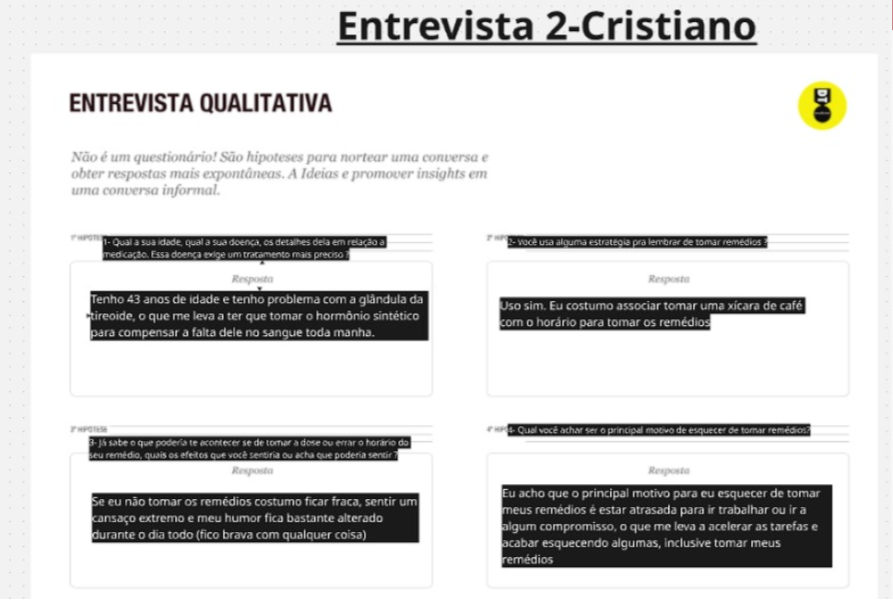 Entrevista 2-Cristiano
ENTREVISTA QUALITATIVA
Não é um questionário! São hipoteses para nortear uma conversa e
obter respostas mais expontâneas. A Ideias e promover insights em
uma conversa informal.
1ª HIPÓTESE
1- Qual a sua idade, qual a sua doença, os detalhes dela em relação a
medicação. Essa doença exige um tratamento mais preciso ?
Resposta
Tenho 43 anos de idade e tenho problema com a glândula da
tireoide, o que me leva a ter que tomar o hormônio sintético
para compensar a falta dele no sangue toda manha.
2ª HIPÓ
2- Você usa alguma estratégia pra lembrar de tomar remédios ?
Resposta
Uso sim. Eu costumo associar tomar uma xícara de café
com o horário para tomar os remédios
3ª HIPÓTESE
3- Já sabe o que poderia te acontecer se de tomar a dose ou errar o horário do
seu remédio, quais os efeitos que você sentiria ou acha que poderia sentir ?
Resposta
Se eu não tomar os remédios costumo ficar fraca, sentir um
cansaço extremo e meu humor fica bastante alterado
durante o dia todo (fico brava com qualquer coisa)
4ª HIPÓ
4- Qual você achar ser o principal motivo de esquecer de tomar remédios?
Resposta
Eu acho que o principal motivo para eu esquecer de tomar
meus remédios é estar atrasada para ir trabalhar ou ir a
algum compromisso, o que me leva a acelerar as tarefas e
acabar esquecendo algumas, inclusive tomar meus
remédios